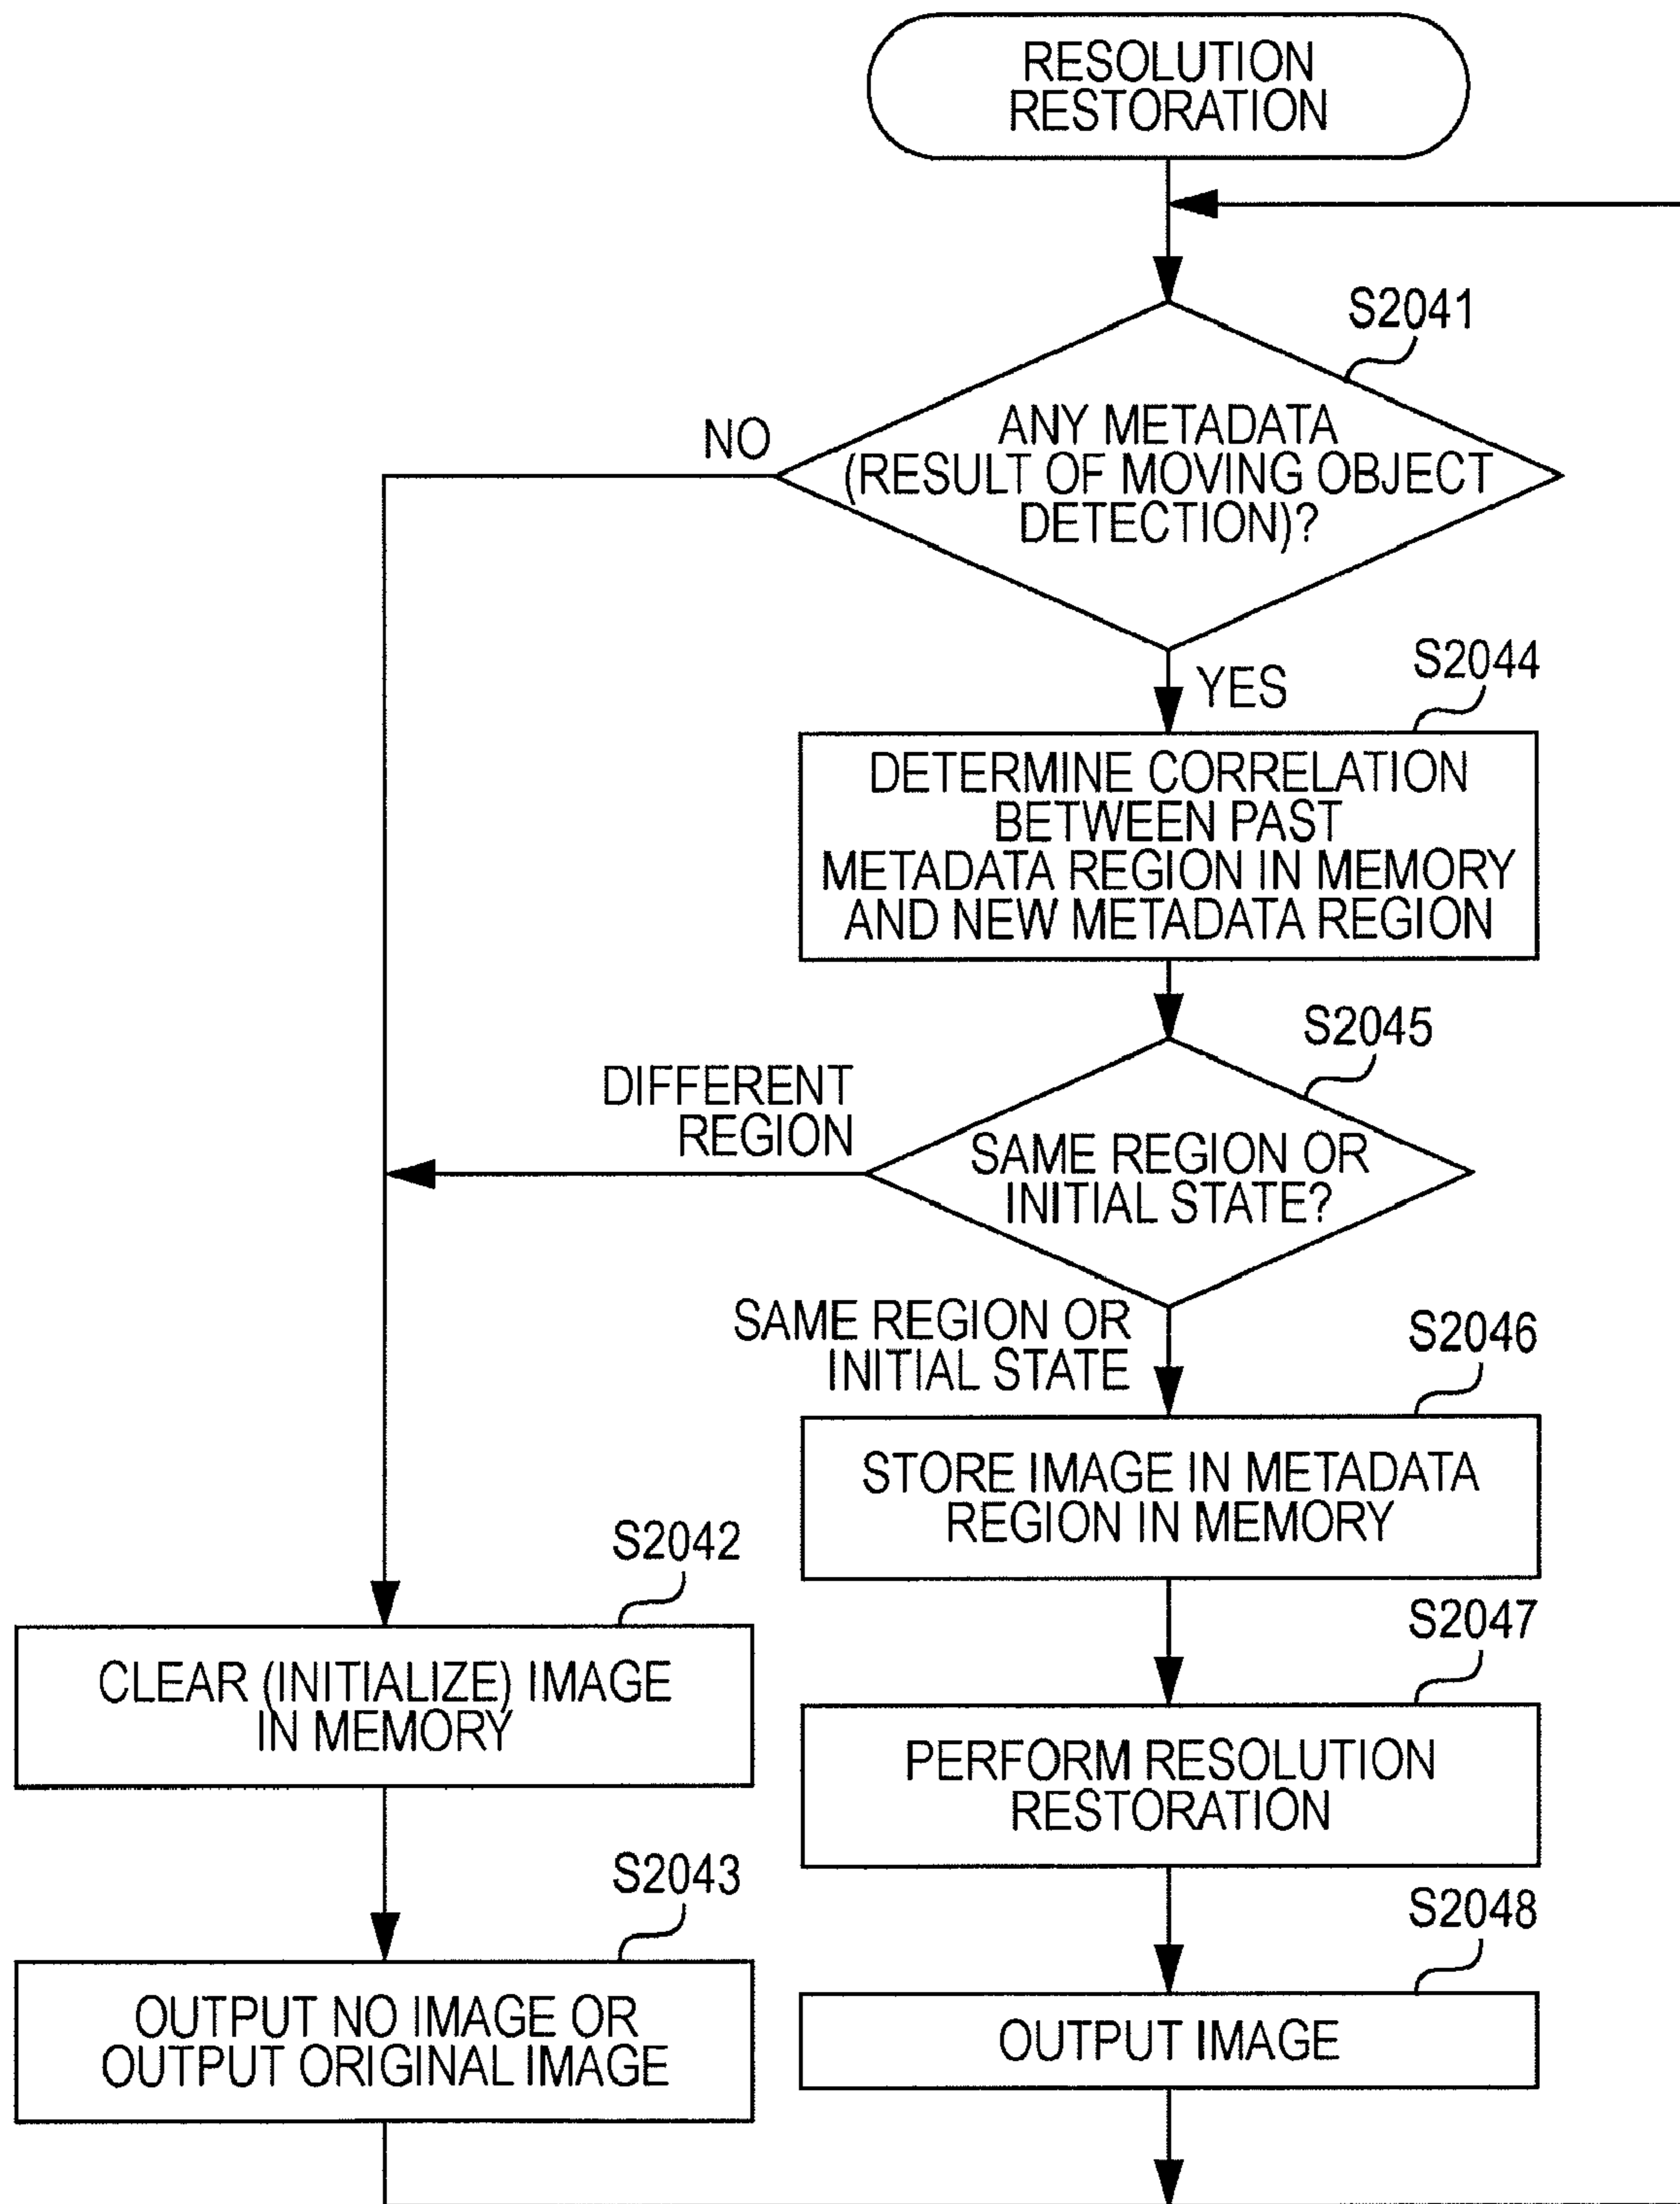 RESOLUTION
RESTORATION
S2041
NO
ANY METADATA
(RESULT OF MOVING OBJECT
DETECTION)?
YES
S2044
DETERMINE CORRELATION
BETWEEN PAST
METADATA REGION IN MEMORY
AND NEW METADATA REGION
S2045
DIFFERENT
REGION
SAME REGION OR
INITIAL STATE?
SAME REGION OR
INITIAL STATE
S2046
STORE IMAGE IN METADATA
REGION IN MEMORY
S2042
CLEAR (INITIALIZE) IMAGE
IN MEMORY
S2047
PERFORM RESOLUTION
RESTORATION
S2043
OUTPUT NO IMAGE OR
OUTPUT ORIGINAL IMAGE
S2048
OUTPUT IMAGE